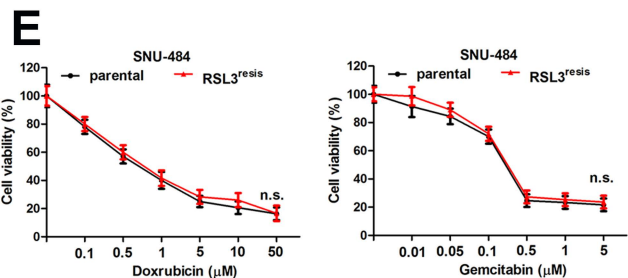 E
SNU-484
parental RSL3resis
Cell viability (%)
120
100
80
60
40
20
0
n.s.
0.1 0.5 1 5 10 50
Doxrubicin (μM)
SNU-484
parental RSL3resis
Cell viability (%)
120
100
80
60
40
20
0
n.s.
0.01 0.05 0.1 0.5 1 5
Gemcitabin (μM)